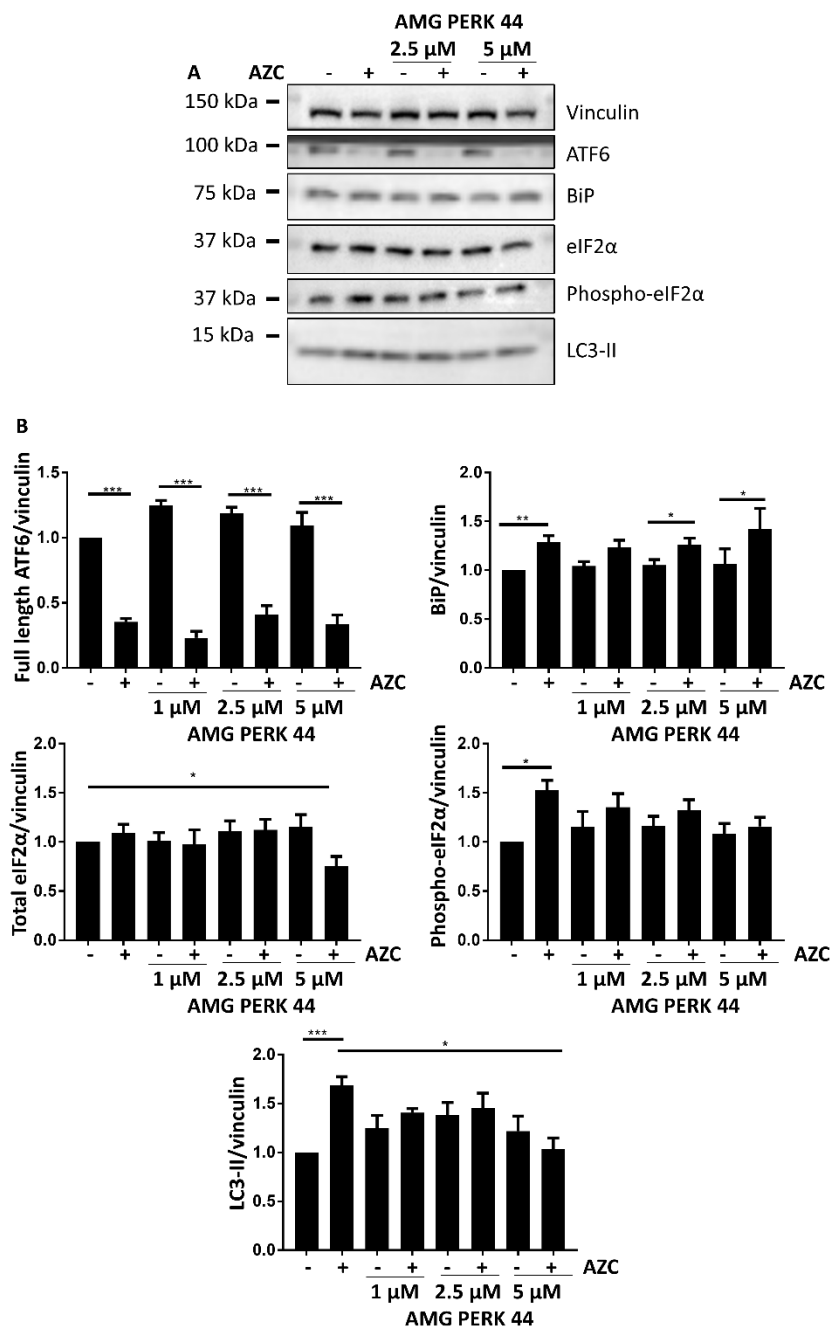 AMG PERK 44
2.5 µM 5 µM
A AZC - + - + - +
150 kDa Vinculin
100 kDa ATF6
75 kDa BiP
37 kDa eIF2α
37 kDa Phospho-eIF2α
15 kDa LC3-II
B
Full length ATF6/vinculin
1.5
1.0
0.5
0.0
*** *** *** ***
- + - + - + - + AZC
1 µM 2.5 µM 5 µM
AMG PERK 44
BiP/vinculin
2.0
1.5
1.0
0.5
0.0
** * *
- + - + - + - + AZC
1 µM 2.5 µM 5 µM
AMG PERK 44
Total eIF2α/vinculin
2.0
1.5
1.0
0.5
0.0
*
- + - + - + - + AZC
1 µM 2.5 µM 5 µM
AMG PERK 44
Phospho-eIF2α/vinculin
2.0
1.5
1.0
0.5
0.0
*
- + - + - + - + AZC
1 µM 2.5 µM 5 µM
AMG PERK 44
LC3-II/vinculin
2.0
1.5
1.0
0.5
0.0
*** *
- + - + - + - + AZC
1 µM 2.5 µM 5 µM
AMG PERK 44